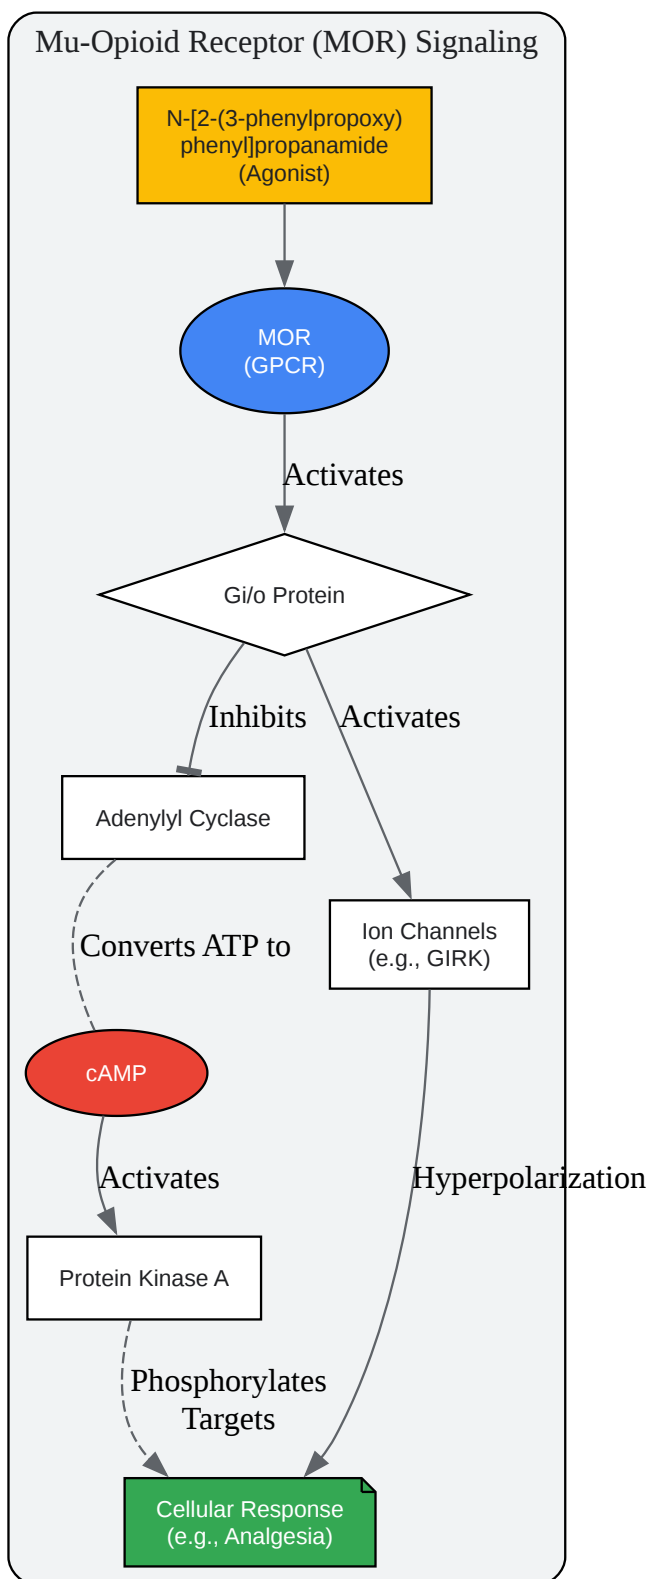 Mu-Opioid Receptor (MOR) Signaling
N-[2-(3-phenylpropoxy)
phenyl]propanamide
(Agonist)
MOR
(GPCR)
Activates
Gi/o Protein
Inhibits
Activates
Adenylyl Cyclase
Ion Channels
(e.g., GIRK)
Converts ATP to
cAMP
Activates
Hyperpolarization
Protein Kinase A
Phosphorylates
Targets
Cellular Response
(e.g., Analgesia)